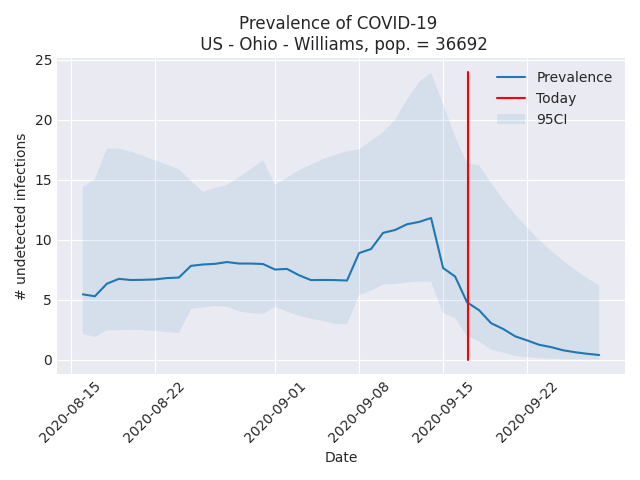 Prevalence of COVID-19
US - Ohio - Williams, pop. = 36692
25
20
15
10
5
0
# undetected infections
Prevalence
Today
95CI
2020-08-15
2020-08-22
2020-09-01
2020-09-08
2020-09-15
2020-09-22
Date